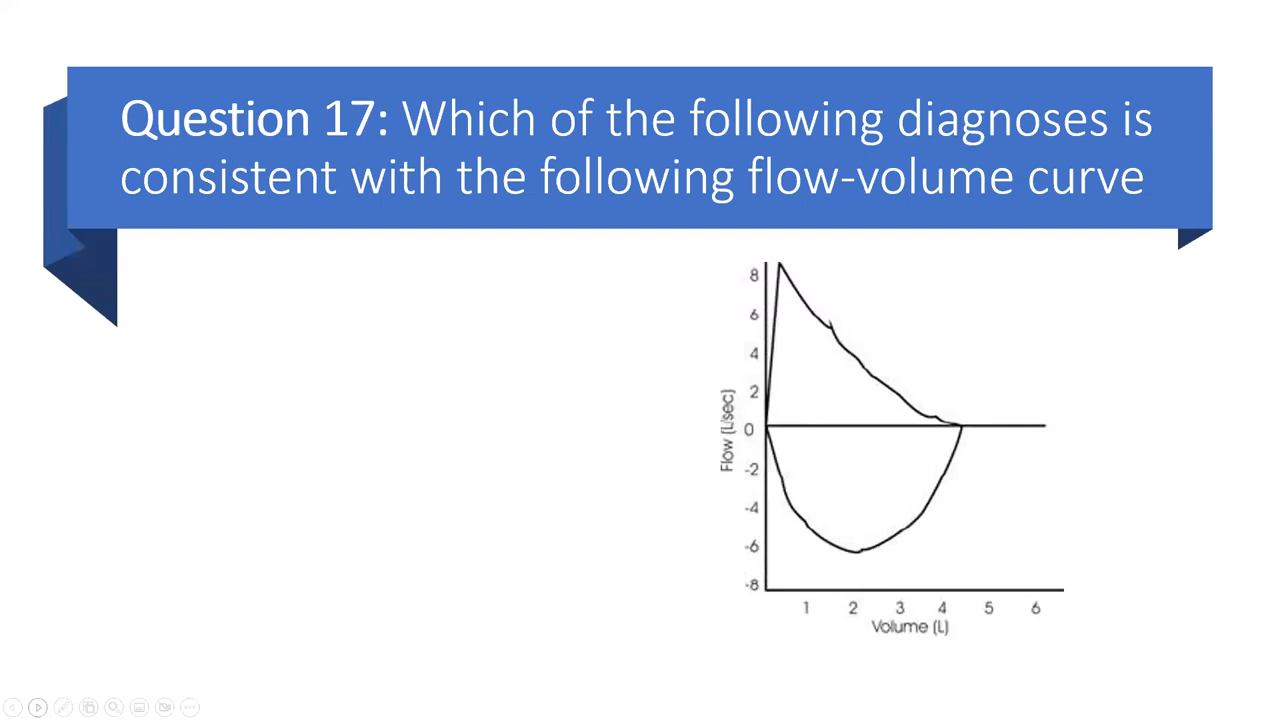 Question 17: Which of the following diagnoses is
consistent with the following flow-volume curve
8
6
4
2
0
-2
-4
-6
-8
Flow (L/sec)
1 2 3 4 5 6
Volume (L)